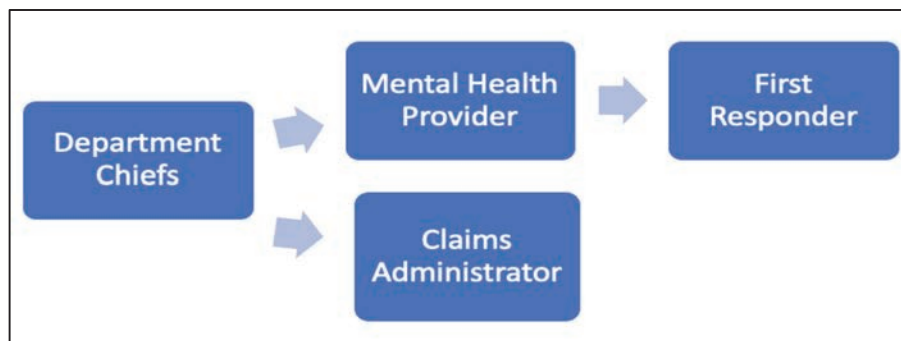 Department
Chiefs
Mental Health
Provider
First
Responder
Claims
Administrator